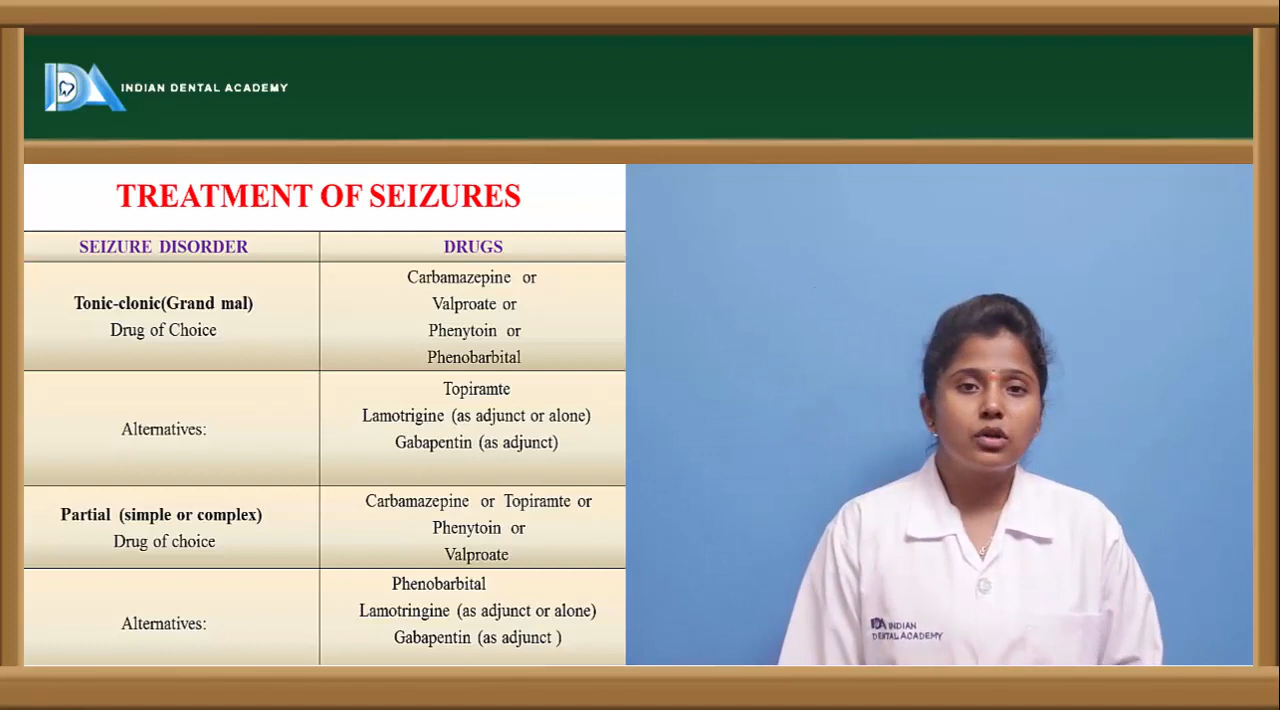 IDA INDIAN DENTAL ACADEMY
TREATMENT OF SEIZURES
SEIZURE DISORDER
DRUGS
Tonic-clonic(Grand mal)
Drug of Choice
Carbamazepine or
Valproate or
Phenytoin or
Phenobarbital
Alternatives:
Topiramte
Lamotrigine (as adjunct or alone)
Gabapentin (as adjunct)
Partial (simple or complex)
Drug of choice
Carbamazepine or Topiramte or
Phenytoin or
Valproate
Alternatives:
Phenobarbital
Lamotringine (as adjunct or alone)
Gabapentin (as adjunct )
IDA INDIAN
DENTAL ACADEMY